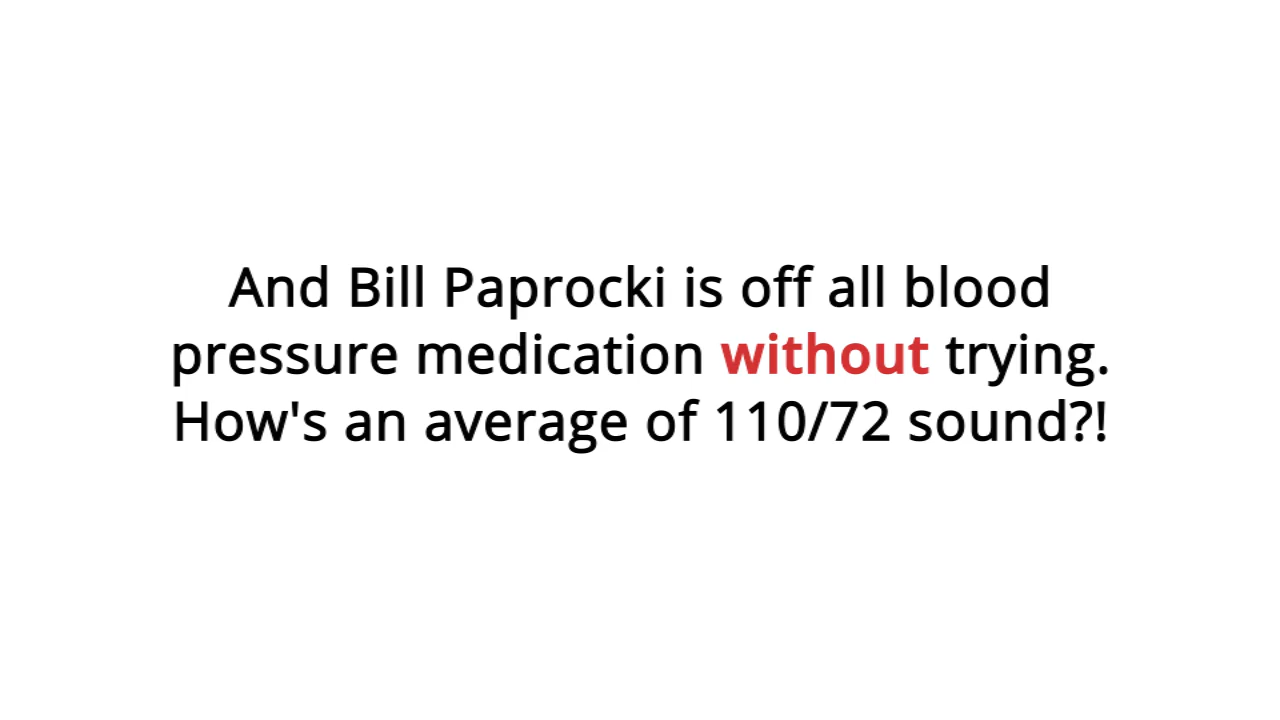 And Bill Paprocki is off all blood
pressure medication without trying.
How's an average of 110/72 sound?!